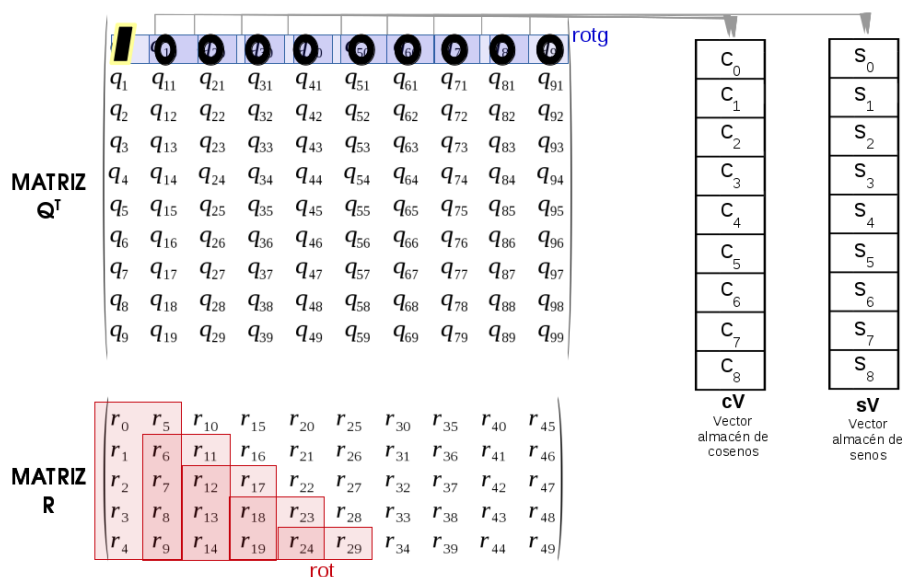 rotg
q₁ q₁₁ q₂₁ q₃₁ q₄₁ q₅₁ q₆₁ q₇₁ q₈₁ q₉₁
q₂ q₁₂ q₂₂ q₃₂ q₄₂ q₅₂ q₆₂ q₇₂ q₈₂ q₉₂
q₃ q₁₃ q₂₃ q₃₃ q₄₃ q₅₃ q₆₃ q₇₃ q₈₃ q₉₃
q₄ q₁₄ q₂₄ q₃₄ q₄₄ q₅₄ q₆₄ q₇₄ q₈₄ q₉₄
q₅ q₁₅ q₂₅ q₃₅ q₄₅ q₅₅ q₆₅ q₇₅ q₈₅ q₉₅
q₆ q₁₆ q₂₆ q₃₆ q₄₆ q₅₆ q₆₆ q₇₆ q₈₆ q₉₆
q₇ q₁₇ q₂₇ q₃₇ q₄₇ q₅₇ q₆₇ q₇₇ q₈₇ q₉₇
q₈ q₁₈ q₂₈ q₃₈ q₄₈ q₅₈ q₆₈ q₇₈ q₈₈ q₉₈
q₉ q₁₉ q₂₉ q₃₉ q₄₉ q₅₉ q₆₉ q₇₉ q₈₉ q₉₉
MATRIZ
Qᵀ
C₀
C₁
C₂
C₃
C₄
C₅
C₆
C₇
C₈
cV
Vector
almacén de
cosenos
S₀
S₁
S₂
S₃
S₄
S₅
S₆
S₇
S₈
sV
Vector
almacén de
senos
r₀ r₅ r₁₀ r₁₅ r₂₀ r₂₅ r₃₀ r₃₅ r₄₀ r₄₅
r₁ r₆ r₁₁ r₁₆ r₂₁ r₂₆ r₃₁ r₃₆ r₄₁ r₄₆
r₂ r₇ r₁₂ r₁₇ r₂₂ r₂₇ r₃₂ r₃₇ r₄₂ r₄₇
r₃ r₈ r₁₃ r₁₈ r₂₃ r₂₈ r₃₃ r₃₈ r₄₃ r₄₈
r₄ r₉ r₁₄ r₁₉ r₂₄ r₂₉ r₃₄ r₃₉ r₄₄ r₄₉
MATRIZ
R
rot